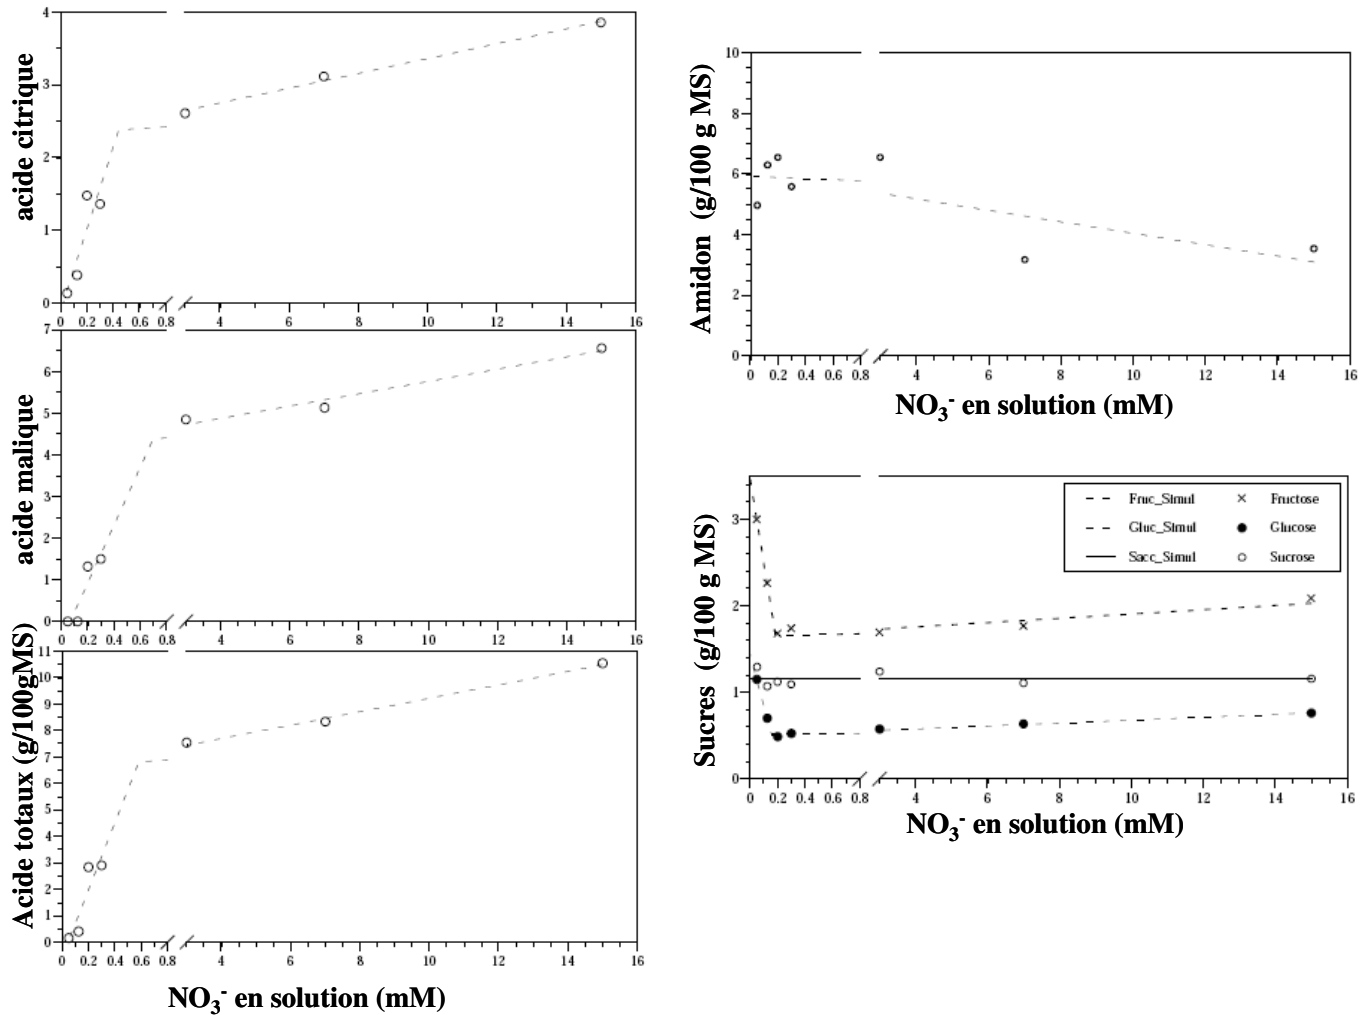 acide citrique
4
3
2
1
0
0 0.2 0.4 0.6 0.8 4 6 8 10 12 14 16
acide malique
7
6
5
4
3
2
1
0
0 0.2 0.4 0.6 0.8 4 6 8 10 12 14 16
Acide totaux (g/100gMS)
11
10
9
8
7
6
5
4
3
2
1
0
0 0.2 0.4 0.6 0.8 4 6 8 10 12 14 16
NO₃⁻ en solution (mM)
Amidon (g/100 g MS)
10
8
6
4
2
0
0 0.2 0.4 0.6 0.8 4 6 8 10 12 14 16
NO₃⁻ en solution (mM)
Sucres (g/100 g MS)
3
2
1
0
Fruc_Simul Fructose
Gluc_Simul Glucose
Sacc_Simul Sucrose
0 0.2 0.4 0.6 0.8 4 6 8 10 12 14 16
NO₃⁻ en solution (mM)